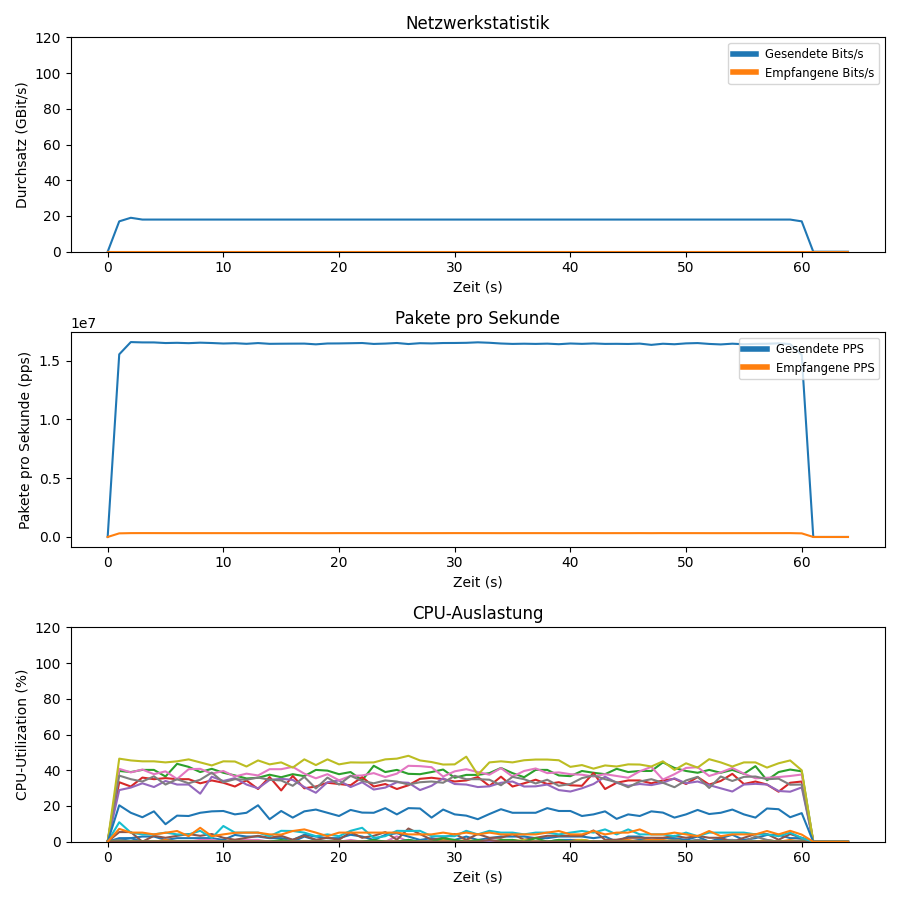 Netzwerkstatistik
120
100
80
60
40
20
0
Durchsatz (GBit/s)
Gesendete Bits/s
Empfangene Bits/s
0 10 20 30 40 50 60
Zeit (s)
Pakete pro Sekunde
1e7
1.5
1.0
0.5
0.0
Pakete pro Sekunde (pps)
Gesendete PPS
Empfangene PPS
0 10 20 30 40 50 60
Zeit (s)
CPU-Auslastung
120
100
80
60
40
20
0
CPU-Utilization (%)
0 10 20 30 40 50 60
Zeit (s)